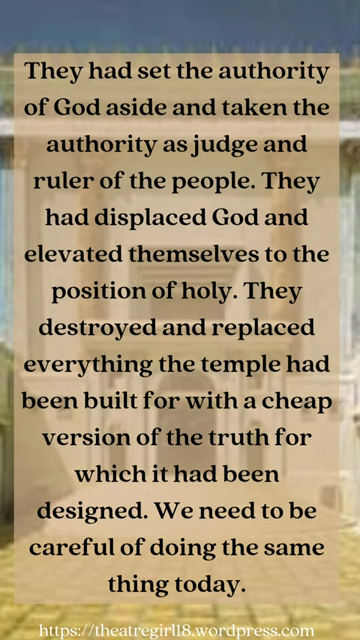 They had set the authority
of God aside and taken the
authority as judge and
ruler of the people. They
had displaced God and
elevated themselves to the
position of holy. They
destroyed and replaced
everything the temple had
been built for with a cheap
version of the truth for
which it had been
designed. We need to be
careful of doing the same
thing today.
https://theatregirl18.wordpress.com